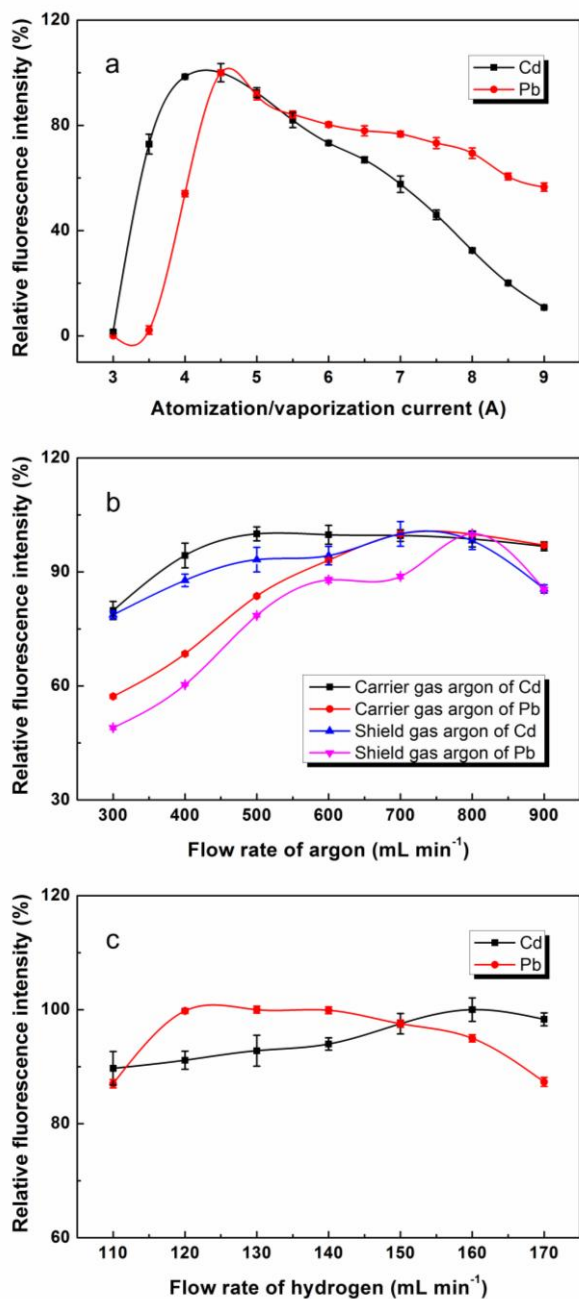 120
80
40
0
Relative fluorescence intensity (%)
a
Cd
Pb
3 4 5 6 7 8 9
Atomization/vaporization current (A)
120
90
60
30
Relative fluorescence intensity (%)
b
Carrier gas argon of Cd
Carrier gas argon of Pb
Shield gas argon of Cd
Shield gas argon of Pb
300 400 500 600 700 800 900
Flow rate of argon (mL min⁻¹)
120
100
80
60
Relative fluorescence intensity (%)
c
Cd
Pb
110 120 130 140 150 160 170
Flow rate of hydrogen (mL min⁻¹)